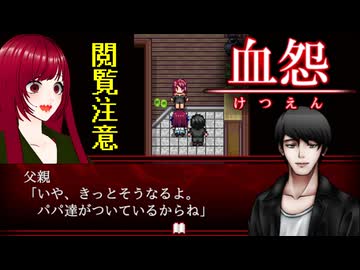 閲覧注意
血怨
けつえん
父親
「いや、きっとそうなるよ。
パパ達がついているからね」